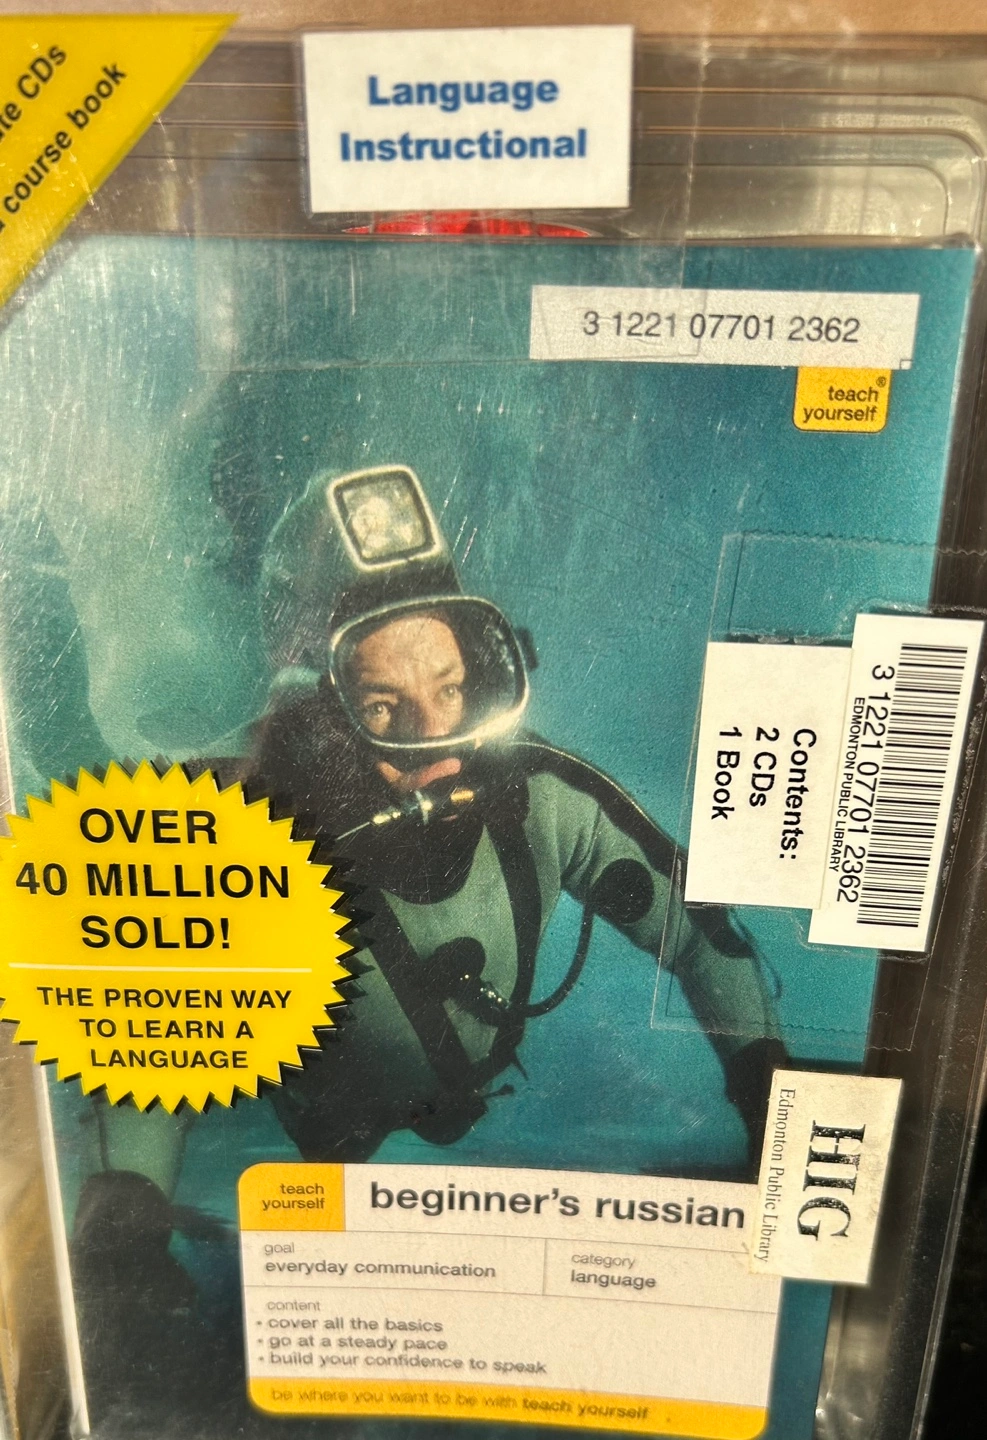 te CDs
course book
Language
Instructional
3 1221 07701 2362
teach®
yourself
3 1221 07701 2362
EDMONTON PUBLIC LIBRARY
Contents:
2 CDs
1 Book
OVER
40 MILLION
SOLD!
THE PROVEN WAY
TO LEARN A
LANGUAGE
HIG
Edmonton Public Library
teach
yourself
beginner's russian
goal
everyday communication
category
language
content
• cover all the basics
• go at a steady pace
• build your confidence to speak
be where you want to be with teach yourself